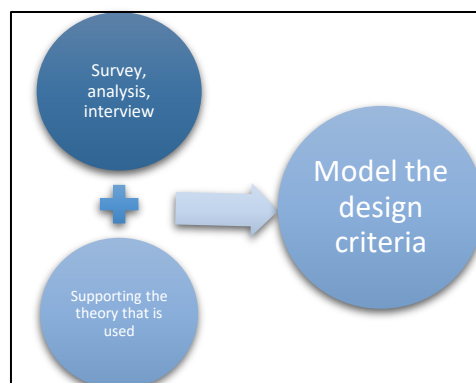 Survey,
analysis,
interview
Supporting the
theory that is
used
Model the
design
criteria